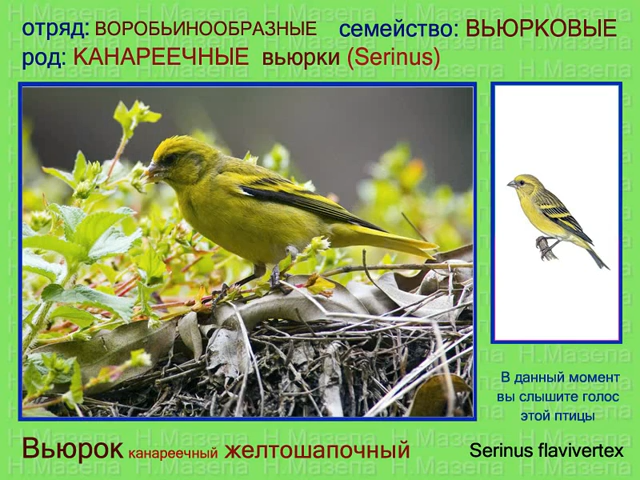 отряд: ВОРОБЬИНООБРАЗНЫЕ семейство: ВЬЮРКОВЫЕ
род: КАНАРЕЕЧНЫЕ вьюрки (Serinus)
В данный момент
вы слышите голос
этой птицы
Вьюрок канареечный желтошапочный
Serinus flavivertex
Н.Мазепа